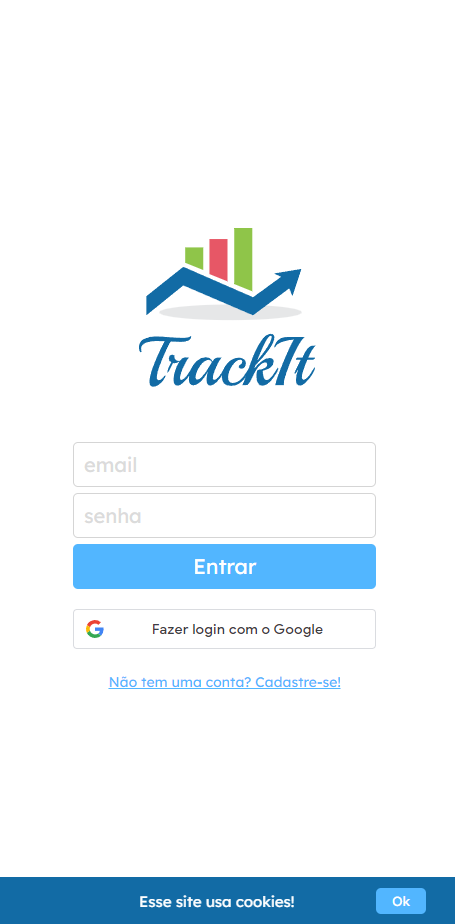 TrackIt
email
senha
Entrar
Fazer login com o Google
Não tem uma conta? Cadastre-se!
Esse site usa cookies!
Ok